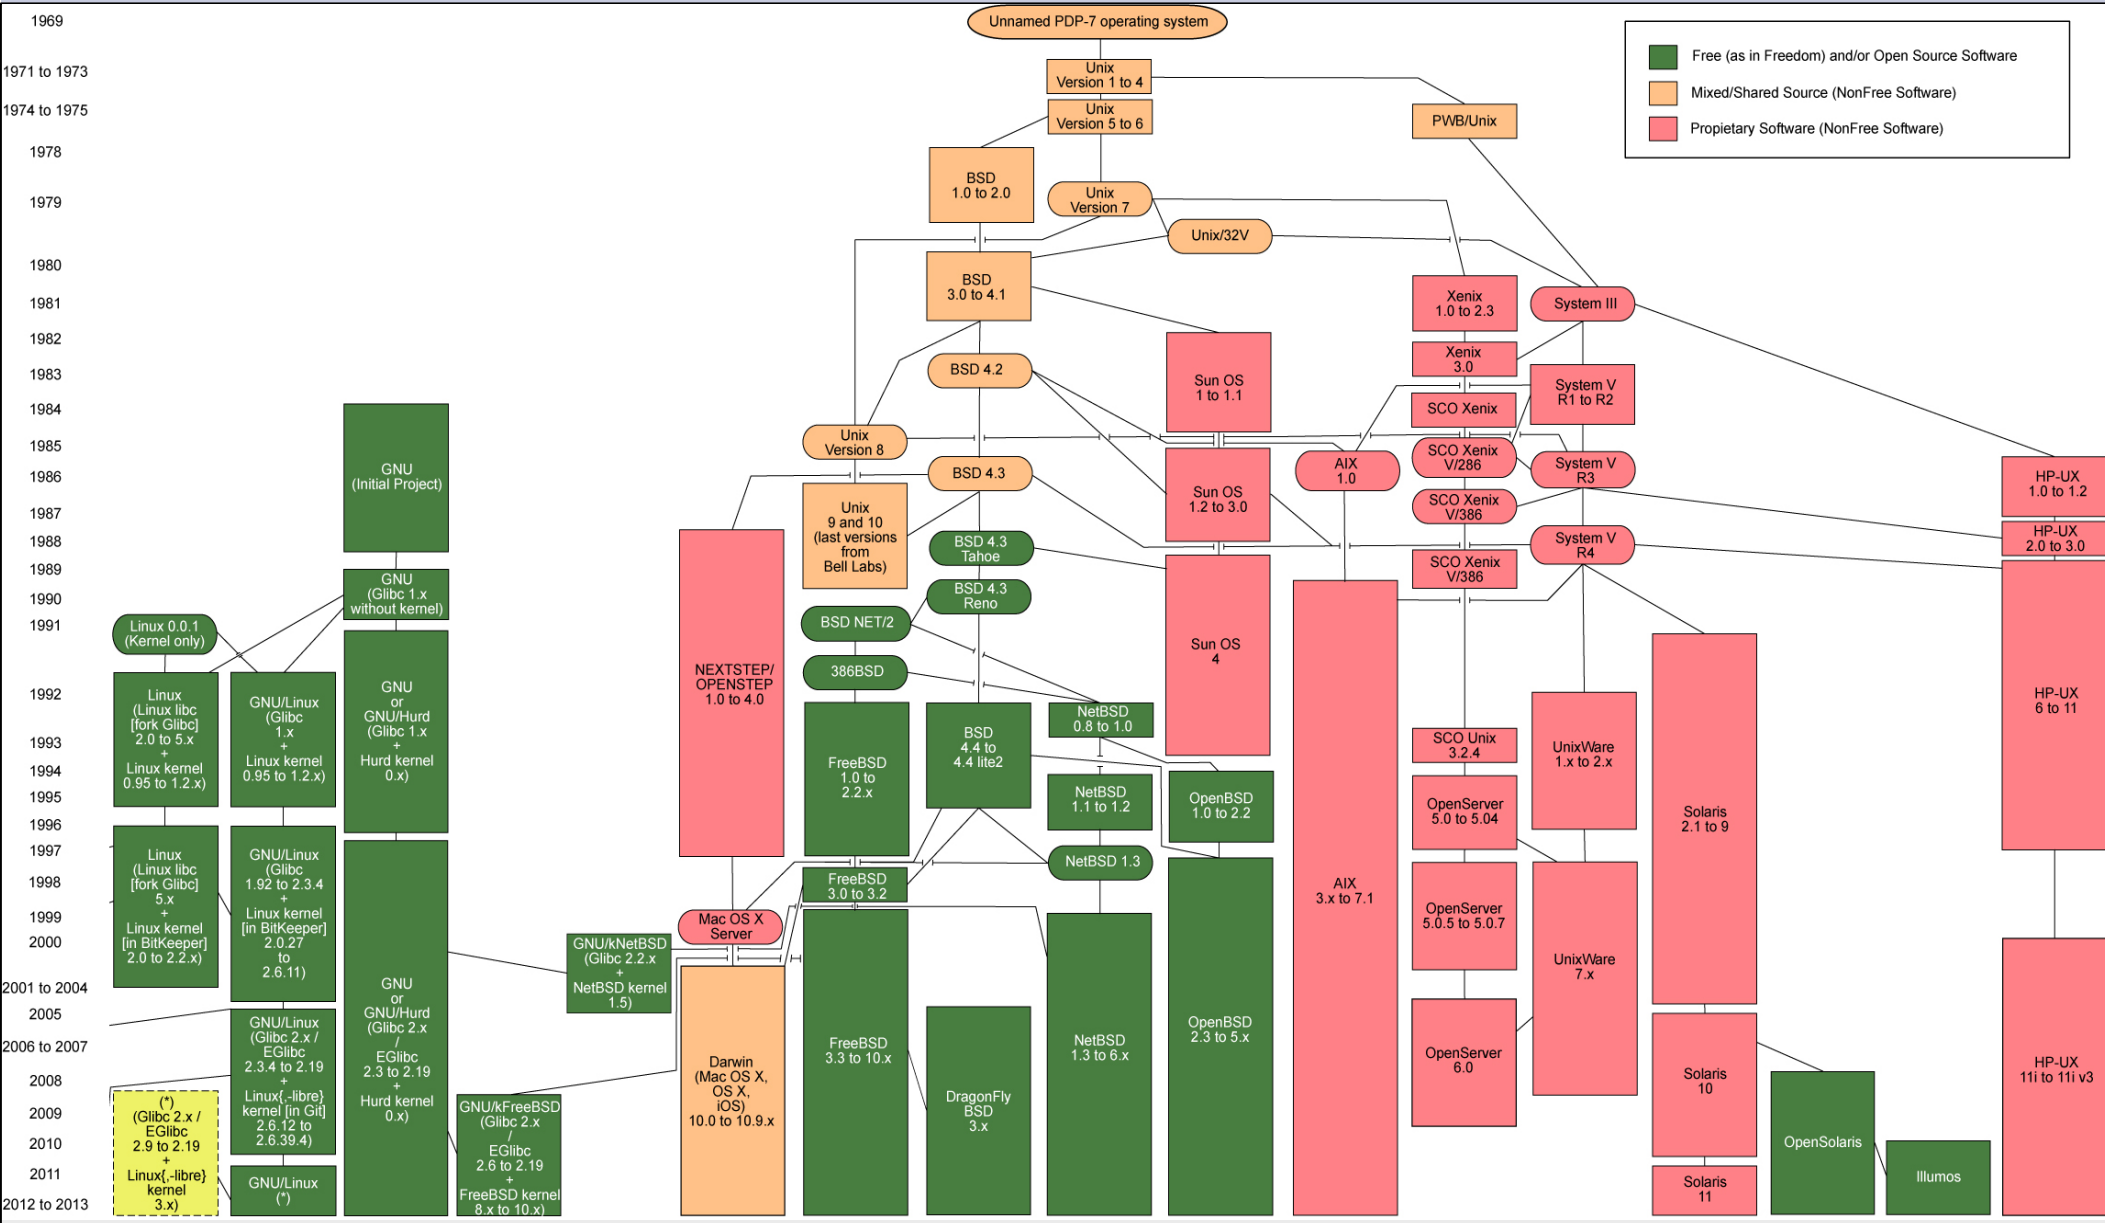 1969
1971 to 1973
1974 to 1975
1978
1979
1980
1981
1982
1983
1984
1985
1986
1987
1988
1989
1990
1991
1992
1993
1994
1995
1996
1997
1998
1999
2000
2001 to 2004
2005
2006 to 2007
2008
2009
2010
2011
2012 to 2013
Free (as in Freedom) and/or Open Source Software
Mixed/Shared Source (NonFree Software)
Propietary Software (NonFree Software)
Unnamed PDP-7 operating system
Unix
Version 1 to 4
Unix
Version 5 to 6
PWB/Unix
BSD
1.0 to 2.0
Unix
Version 7
Unix/32V
BSD
3.0 to 4.1
Xenix
1.0 to 2.3
System III
Xenix
3.0
BSD 4.2
Sun OS
1 to 1.1
System V
R1 to R2
SCO Xenix
Unix
Version 8
SCO Xenix
V/286
AIX
1.0
System V
R3
BSD 4.3
GNU
(Initial Project)
HP-UX
1.0 to 1.2
Sun OS
1.2 to 3.0
SCO Xenix
V/386
Unix
9 and 10
(last versions
from
Bell Labs)
BSD 4.3
Tahoe
System V
R4
HP-UX
2.0 to 3.0
SCO Xenix
V/386
GNU
(Glibc 1.x
without kernel)
BSD 4.3
Reno
BSD NET/2
Linux 0.0.1
(Kernel only)
386BSD
Sun OS
4
NEXTSTEP/
OPENSTEP
1.0 to 4.0
HP-UX
6 to 11
Linux
(Linux libc
[fork Glibc]
2.0 to 5.x
+
Linux kernel
0.95 to 1.2.x)
GNU/Linux
(Glibc
1.x
+
Linux kernel
0.95 to 1.2.x)
GNU
or
GNU/Hurd
(Glibc 1.x
+
Hurd kernel
0.x)
NetBSD
0.8 to 1.0
BSD
4.4 to
4.4 lite2
FreeBSD
1.0 to
2.2.x
SCO Unix
3.2.4
UnixWare
1.x to 2.x
NetBSD
1.1 to 1.2
OpenBSD
1.0 to 2.2
OpenServer
5.0 to 5.04
Solaris
2.1 to 9
NetBSD 1.3
Linux
(Linux libc
[fork Glibc]
5.x
+
Linux kernel
[in BitKeeper]
2.0 to 2.2.x)
GNU/Linux
(Glibc
1.92 to 2.3.4
+
Linux kernel
[in BitKeeper]
2.0.27
to
2.6.11)
FreeBSD
3.0 to 3.2
AIX
3.x to 7.1
OpenServer
5.0.5 to 5.0.7
Mac OS X
Server
GNU/kNetBSD
(Glibc 2.2.x
+
NetBSD kernel
1.5)
UnixWare
7.x
GNU
or
GNU/Hurd
(Glibc 2.x
/
EGlibc
2.3 to 2.19
+
Hurd kernel
0.x)
GNU/Linux
(Glibc 2.x /
EGlibc
2.3.4 to 2.19
+
Linux{,-libre}
kernel [in Git]
2.6.12 to
2.6.39.4)
OpenBSD
2.3 to 5.x
FreeBSD
3.3 to 10.x
NetBSD
1.3 to 6.x
Darwin
(Mac OS X,
OS X,
iOS)
10.0 to 10.9.x
OpenServer
6.0
Solaris
10
HP-UX
11i to 11i v3
DragonFly
BSD
3.x
(*)
(Glibc 2.x /
EGlibc
2.9 to 2.19
+
Linux{,-libre}
kernel
3.x)
GNU/kFreeBSD
(Glibc 2.x
/
EGlibc
2.6 to 2.19
+
FreeBSD kernel
8.x to 10.x)
OpenSolaris
Illumos
GNU/Linux
(*)
Solaris
11